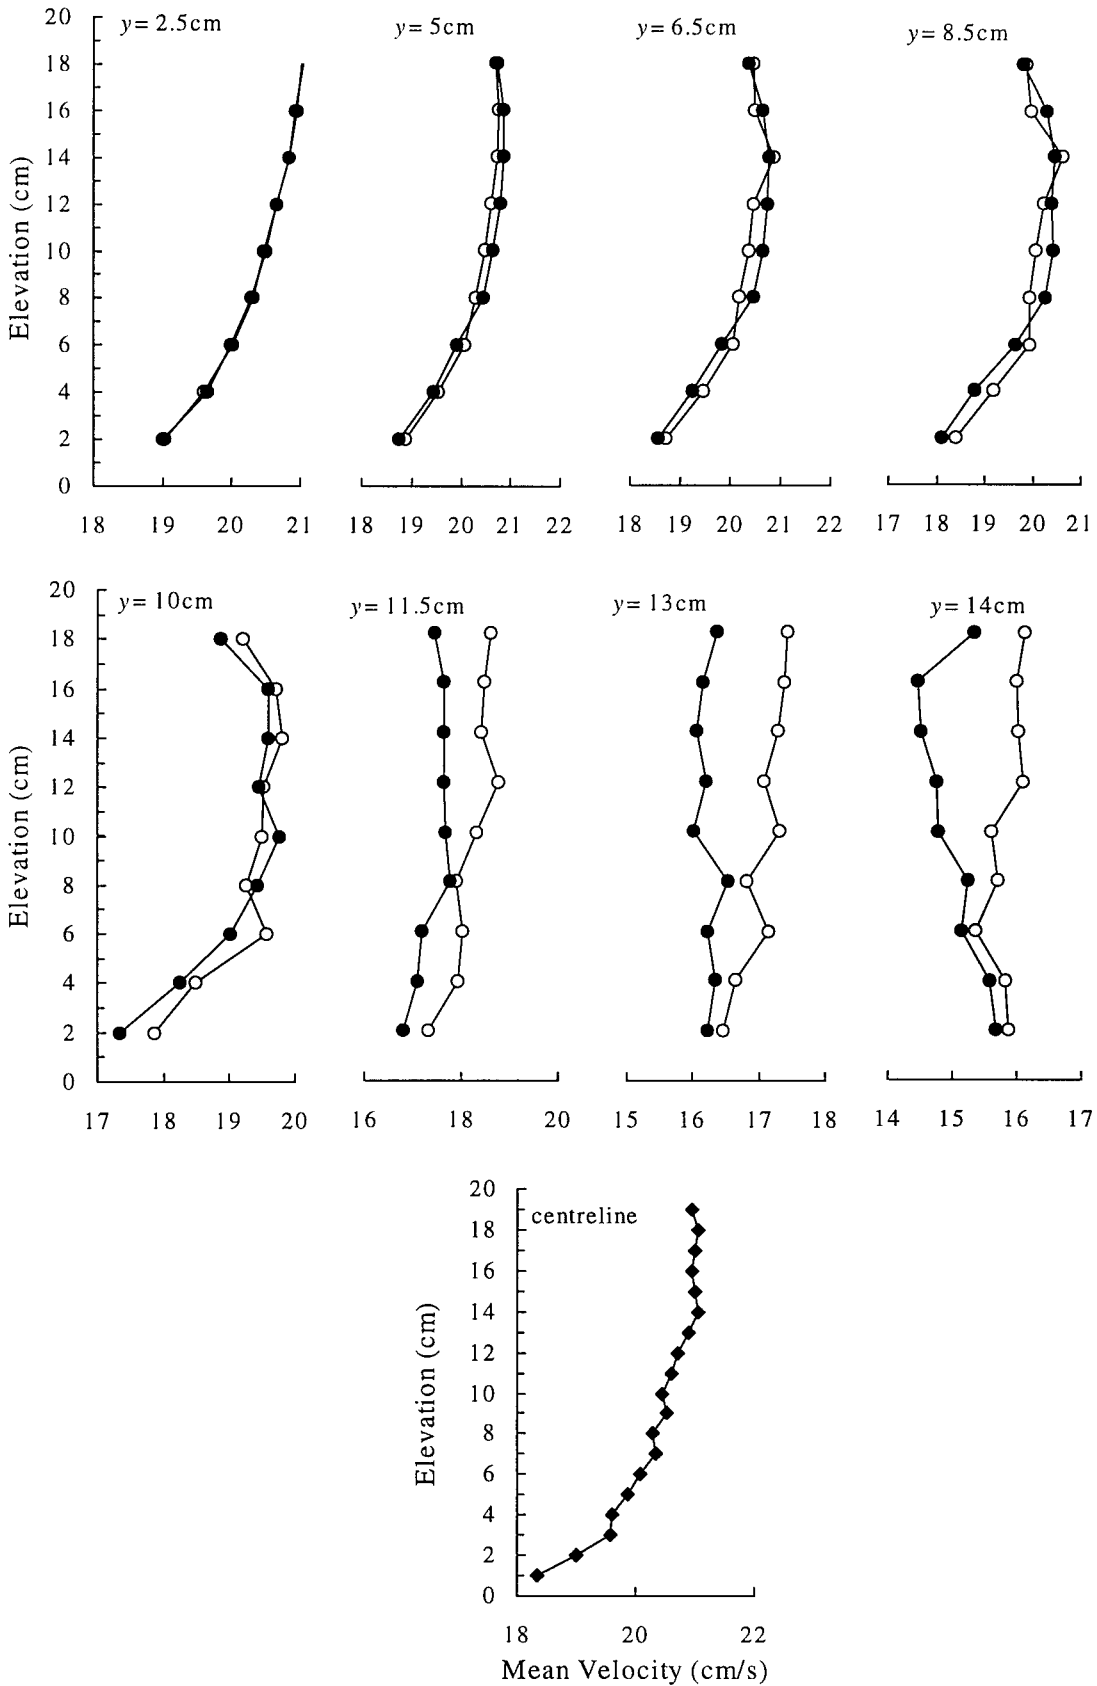 20
18
16
14
12
10
8
6
4
2
0
Elevation (cm)
y= 2.5cm
18 19 20 21
y= 5cm
18 19 20 21 22
y= 6.5cm
18 19 20 21 22
y= 8.5cm
17 18 19 20 21
20
18
16
14
12
10
8
6
4
2
0
Elevation (cm)
y= 10cm
17 18 19 20
y= 11.5cm
16 18 20
y= 13cm
15 16 17 18
y= 14cm
14 15 16 17
20
18
16
14
12
10
8
6
4
2
0
Elevation (cm)
centreline
18 20 22
Mean Velocity (cm/s)